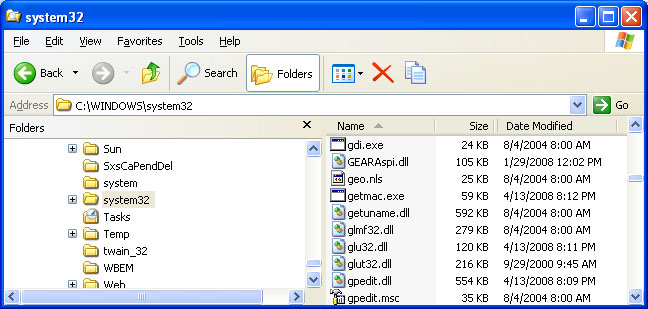 system32
File Edit View Favorites Tools Help
Back Search Folders
Address C:\WINDOWS\system32 Go
Folders
Sun
SxsCaPendDel
system
system32
Tasks
Temp
twain_32
WBEM
Web
Name Size Date Modified
gdi.exe 24 KB 8/4/2004 8:00 AM
GEARAspi.dll 105 KB 1/29/2008 12:02 PM
geo.nls 25 KB 8/4/2004 8:00 AM
getmac.exe 59 KB 4/13/2008 8:12 PM
getuname.dll 592 KB 8/4/2004 8:00 AM
glmf32.dll 279 KB 8/4/2004 8:00 AM
glu32.dll 120 KB 4/13/2008 8:11 PM
glut32.dll 216 KB 9/29/2000 9:45 AM
gpedit.dll 554 KB 4/13/2008 8:09 PM
gpedit.msc 35 KB 8/4/2004 8:00 AM